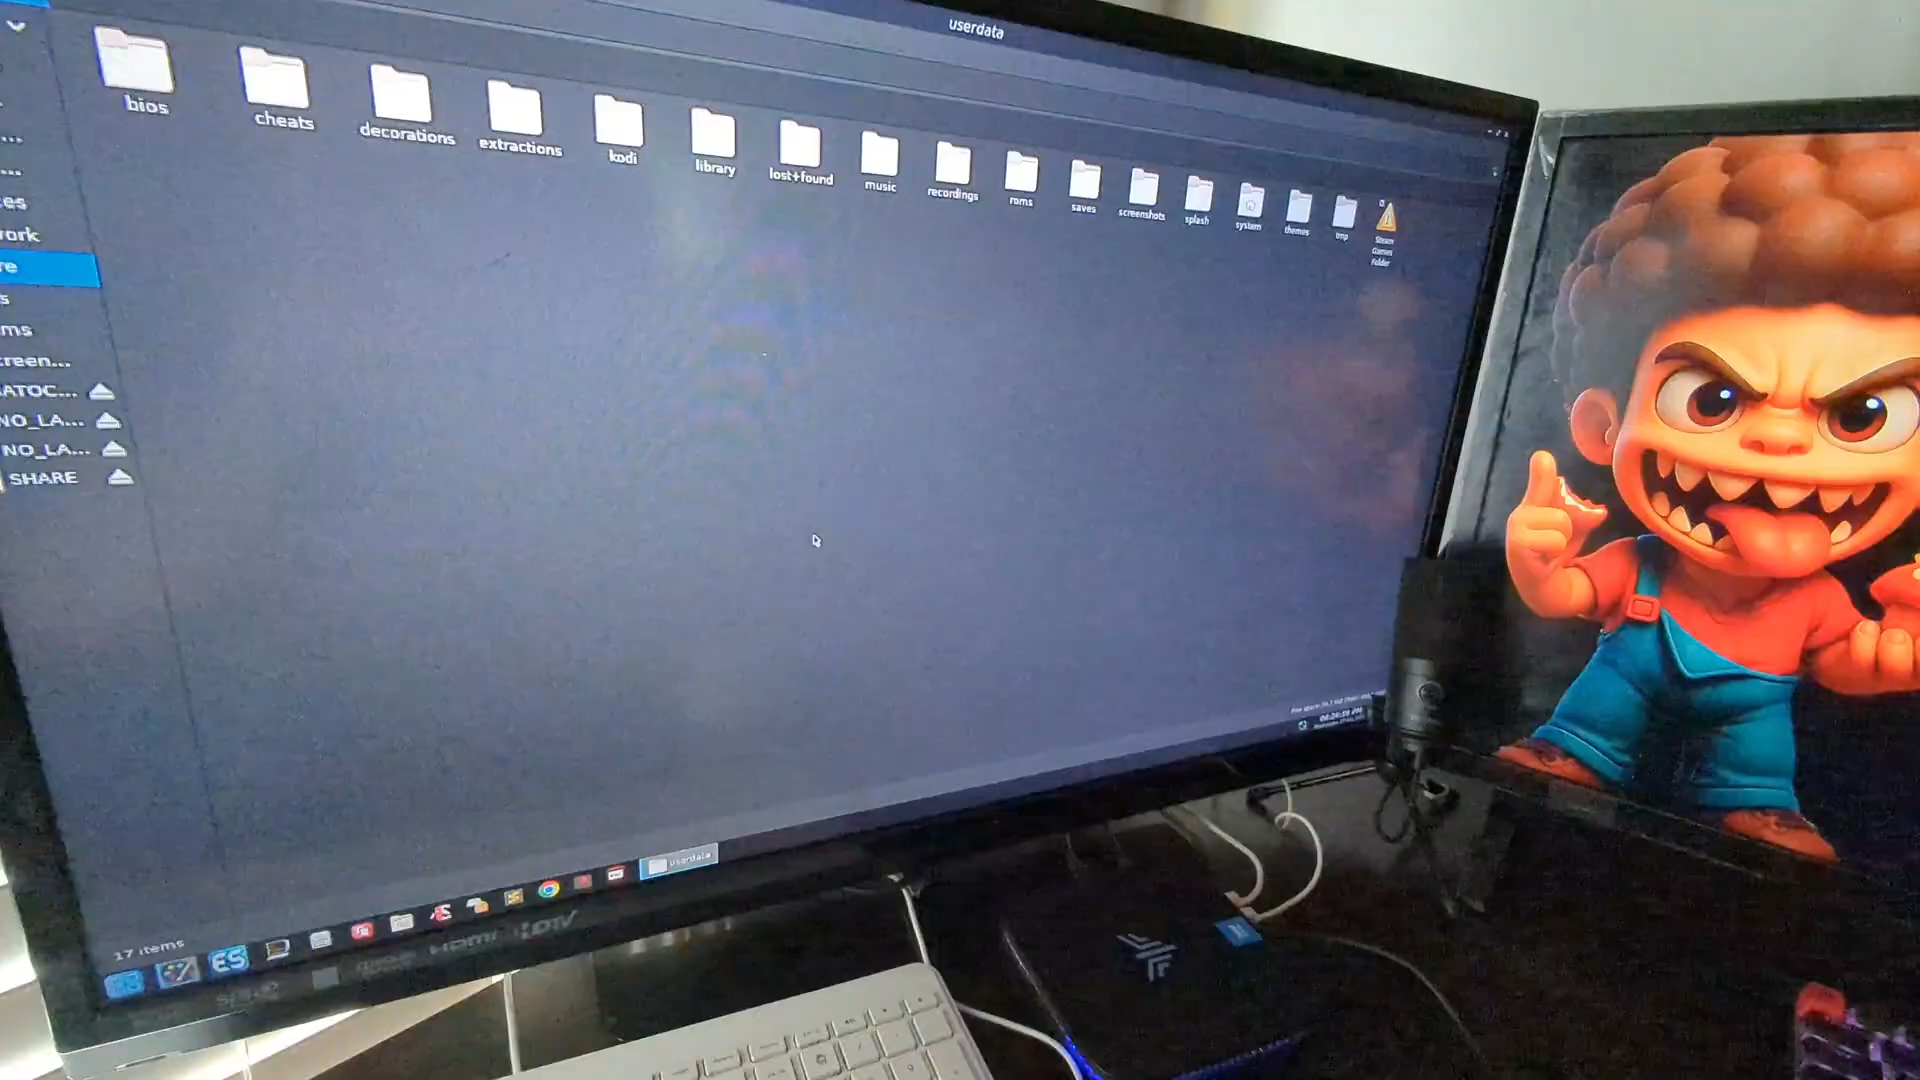 userdata
bios
cheats
decorations
extractions
kodi
library
lost+found
music
recordings
roms
saves
screenshots
splash
system
themes
tmp
Steam
Games
Folder
...
...
es
ork
re
s
ms
creen...
ATOC...
NO_LA...
NO_LA...
SHARE
17 items
ES
userdata
HDMI